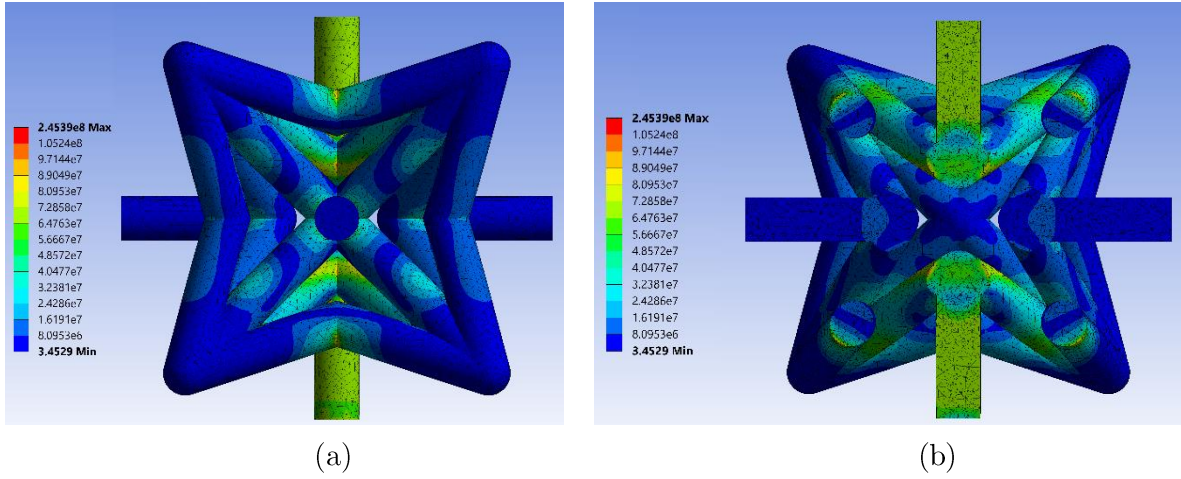 2.4539e8 Max
1.0524e8
9.7144e7
8.9049e7
8.0953e7
7.2858e7
6.4763e7
5.6667e7
4.8572e7
4.0477e7
3.2381e7
2.4286e7
1.6191e7
8.0953e6
3.4529 Min
2.4539e8 Max
1.0524e8
9.7144e7
8.9049e7
8.0953e7
7.2858e7
6.4763e7
5.6667e7
4.8572e7
4.0477e7
3.2381e7
2.4286e7
1.6191e7
8.0953e6
3.4529 Min
(a)
(b)